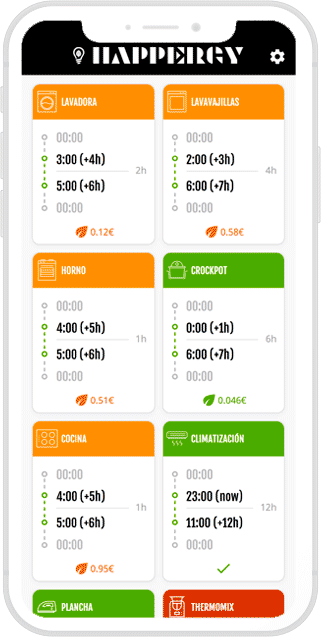 HAPPERGY
LAVADORA
00:00
3:00 (+4h)
2h
5:00 (+6h)
00:00
0.12€
LAVAVAJILLAS
00:00
2:00 (+3h)
4h
6:00 (+7h)
00:00
0.58€
HORNO
00:00
4:00 (+5h)
1h
5:00 (+6h)
00:00
0.51€
CROCKPOT
00:00
0:00 (+1h)
6h
6:00 (+7h)
00:00
0.046€
COCINA
00:00
4:00 (+5h)
1h
5:00 (+6h)
00:00
0.95€
CLIMATIZACIÓN
00:00
23:00 (now)
12h
11:00 (+12h)
00:00
PLANCHA
THERMOMIX